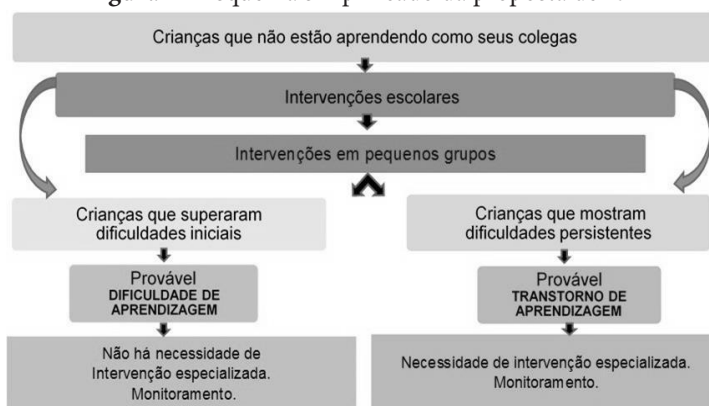 Crianças que não estão aprendendo como seus colegas
Intervenções escolares
Intervenções em pequenos grupos
Crianças que superaram
dificuldades iniciais
Provável
DIFICULDADE DE
APRENDIZAGEM
Não há necessidade de
Intervenção especializada.
Monitoramento.
Crianças que mostram
dificuldades persistentes
Provável
TRANSTORNO DE
APRENDIZAGEM
Necessidade de intervenção especializada.
Monitoramento.